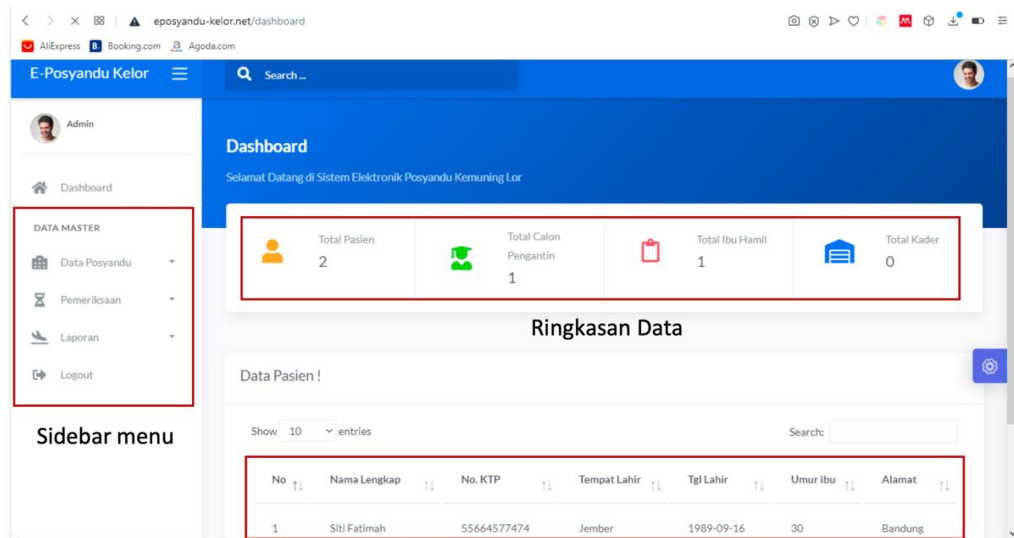 eposyandu-kelor.net/dashboard
AliExpress B. Booking.com a Agoda.com
E-Posyandu Kelor
Search...
Admin
Dashboard
DATA MASTER
Data Posyandu
Pemeriksaan
Laporan
Logout
Sidebar menu
Dashboard
Selamat Datang di Sistem Elektronik Posyandu Kemuning Lor
Total Pasien
2
Total Calon
Pengantin
1
Total Ibu Hamil
1
Total Kader
0
Ringkasan Data
Data Pasien !
Show 10 entries
Search:
No Nama Lengkap No. KTP Tempat Lahir Tgl Lahir Umur ibu Alamat
1 Siti Fatimah 55664577474 Jember 1989-09-16 30 Bandung